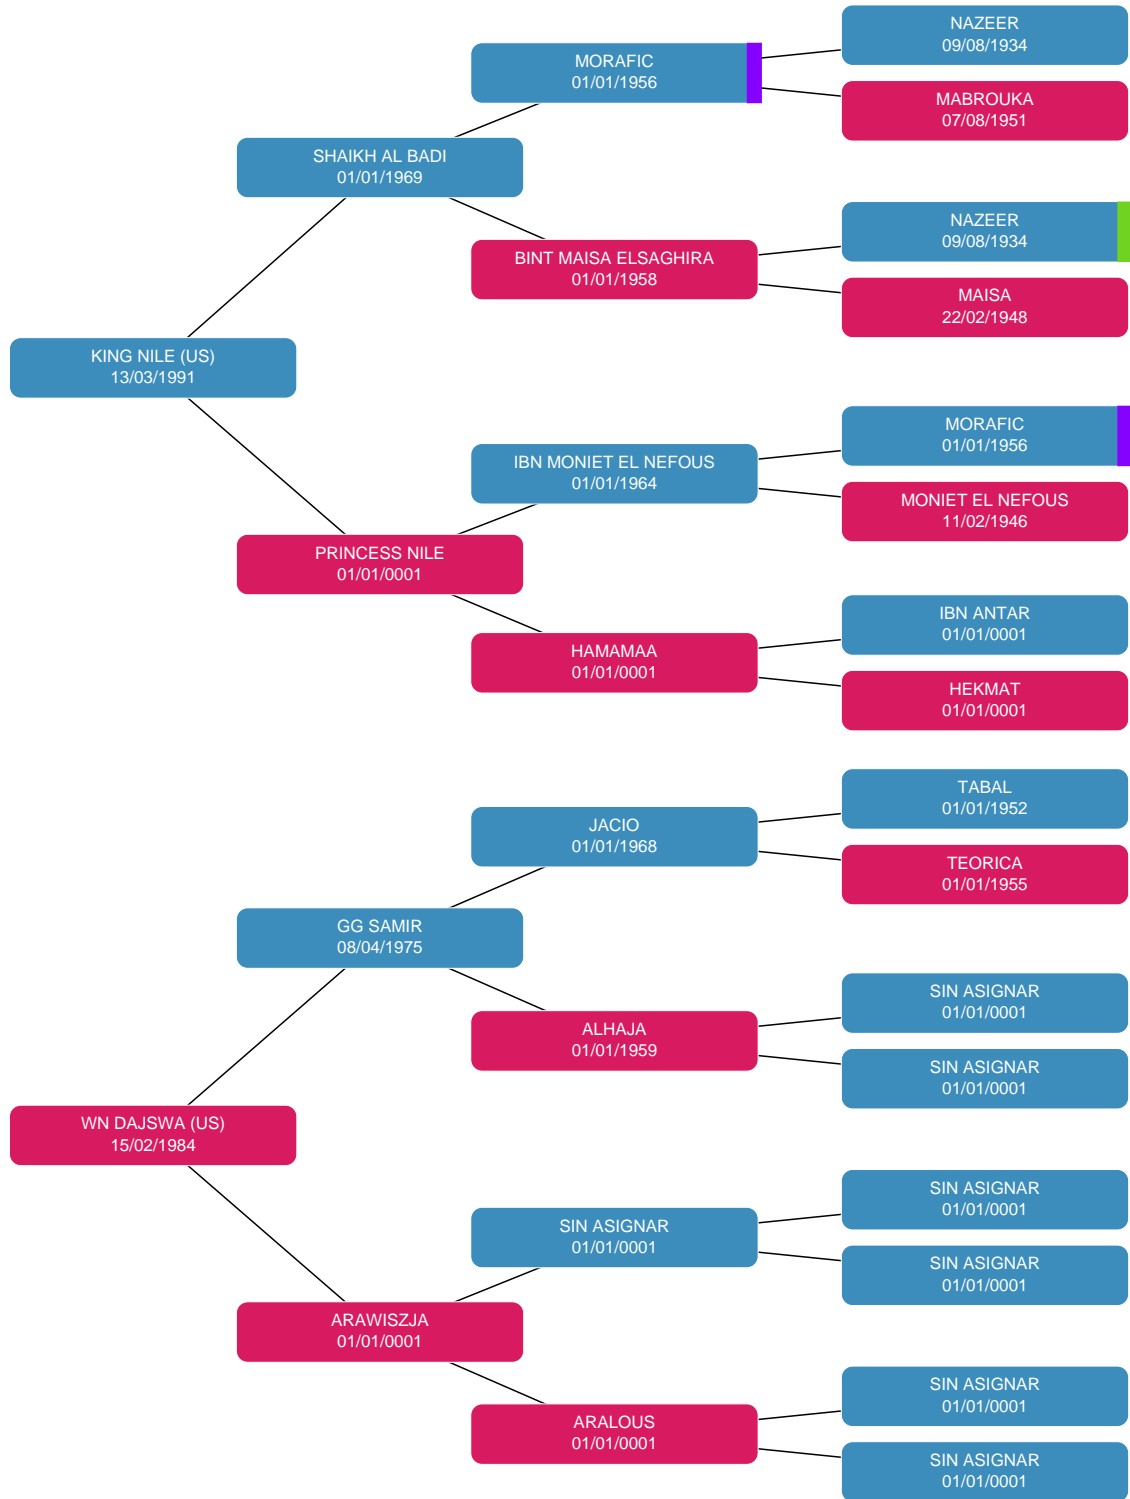 NAZEER
09/08/1934
MORAFIC
01/01/1956
MABROUKA
07/08/1951
SHAIKH AL BADI
01/01/1969
NAZEER
09/08/1934
BINT MAISA ELSAGHIRA
01/01/1958
MAISA
22/02/1948
KING NILE (US)
13/03/1991
MORAFIC
01/01/1956
IBN MONIET EL NEFOUS
01/01/1964
MONIET EL NEFOUS
11/02/1946
PRINCESS NILE
01/01/0001
IBN ANTAR
01/01/0001
HAMAMAA
01/01/0001
HEKMAT
01/01/0001
TABAL
01/01/1952
JACIO
01/01/1968
TEORICA
01/01/1955
GG SAMIR
08/04/1975
SIN ASIGNAR
01/01/0001
ALHAJA
01/01/1959
SIN ASIGNAR
01/01/0001
WN DAJSWA (US)
15/02/1984
SIN ASIGNAR
01/01/0001
SIN ASIGNAR
01/01/0001
SIN ASIGNAR
01/01/0001
ARAWISZJA
01/01/0001
SIN ASIGNAR
01/01/0001
ARALOUS
01/01/0001
SIN ASIGNAR
01/01/0001